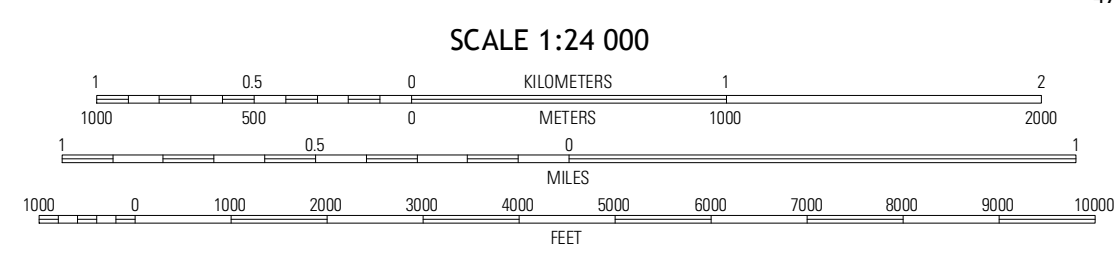 SCALE 1:24 000
1 0.5 0 KILOMETERS 1 2
1000 500 0 METERS 1000 2000
1 0.5 0 1
MILES
1000 0 1000 2000 3000 4000 5000 6000 7000 8000 9000 10000
FEET